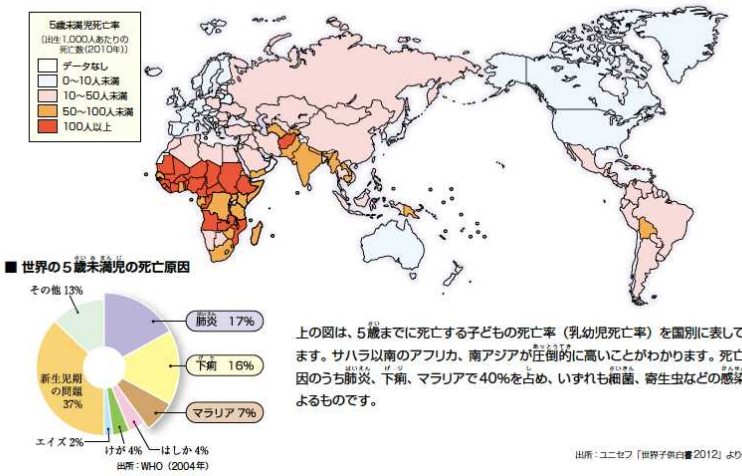 5歳未満児死亡率
〔出生1,000人あたりの
死亡数(2010年)〕
データなし
0〜10人未満
10〜50人未満
50〜100人未満
100人以上
■ 世界の5歳未満児の死亡原因
その他 13%
肺炎 17%
下痢 16%
マラリア 7%
はしか 4%
けが 4%
エイズ 2%
新生児期
の問題
37%
出所：WHO（2004年）
上の図は、5歳までに死亡する子どもの死亡率（乳幼児死亡率）を国別に表して
ます。サハラ以南のアフリカ、南アジアが圧倒的に高いことがわかります。死亡
因のうち肺炎、下痢、マラリアで40%を占め、いずれも細菌、寄生虫などの感染
よるものです。
出所：ユニセフ「世界子供白書2012」より